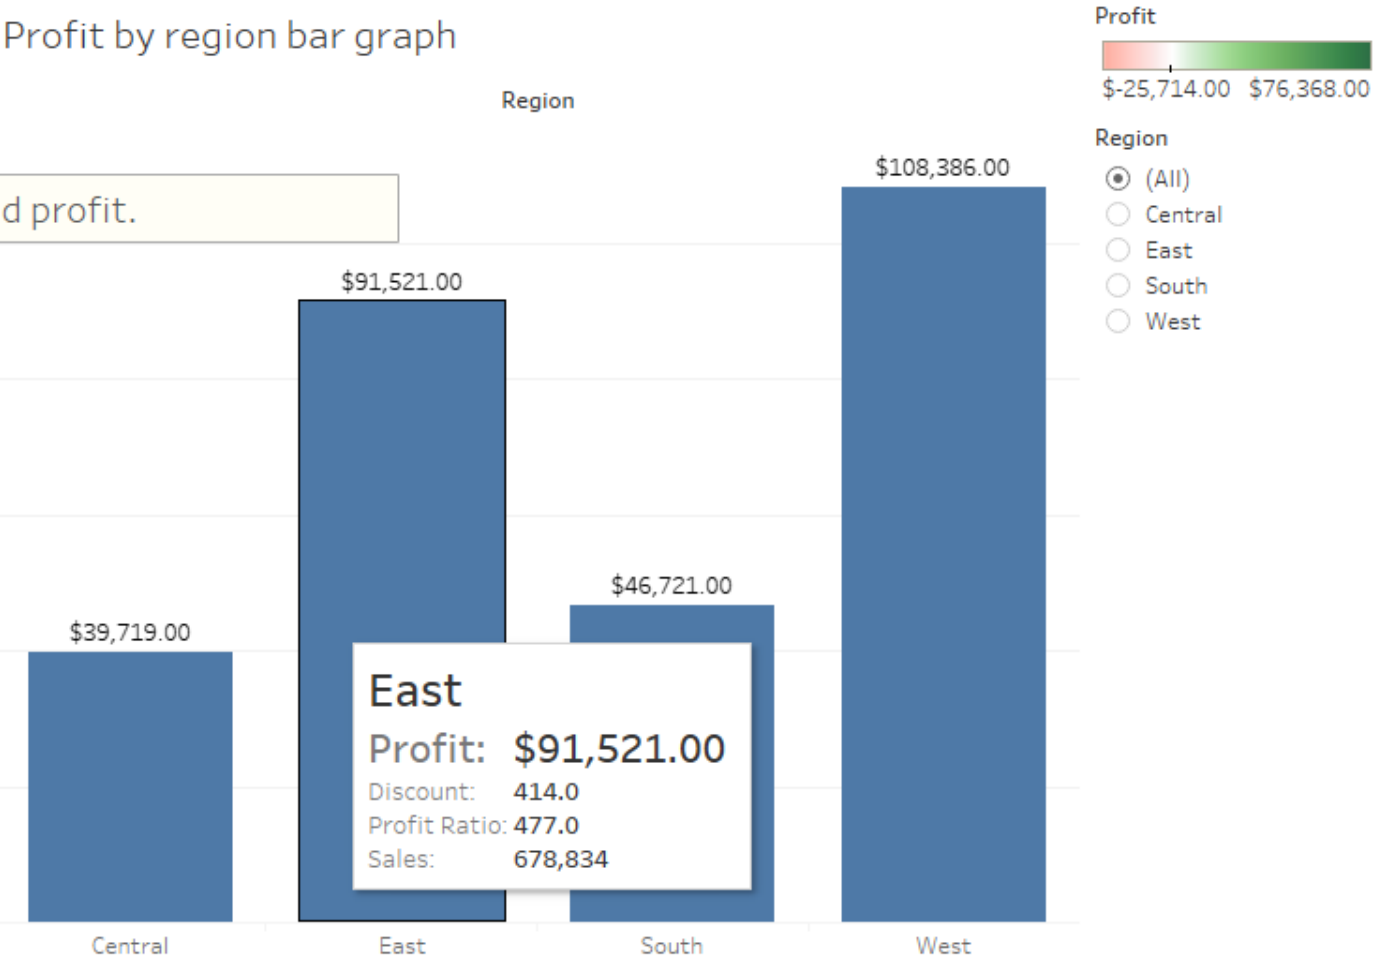 Profit by region bar graph
Region
d profit.
$108,386.00
$91,521.00
$46,721.00
$39,719.00
East
Profit: $91,521.00
Discount: 414.0
Profit Ratio: 477.0
Sales: 678,834
Central East South West
Profit
$-25,714.00 $76,368.00
Region
(All)
Central
East
South
West